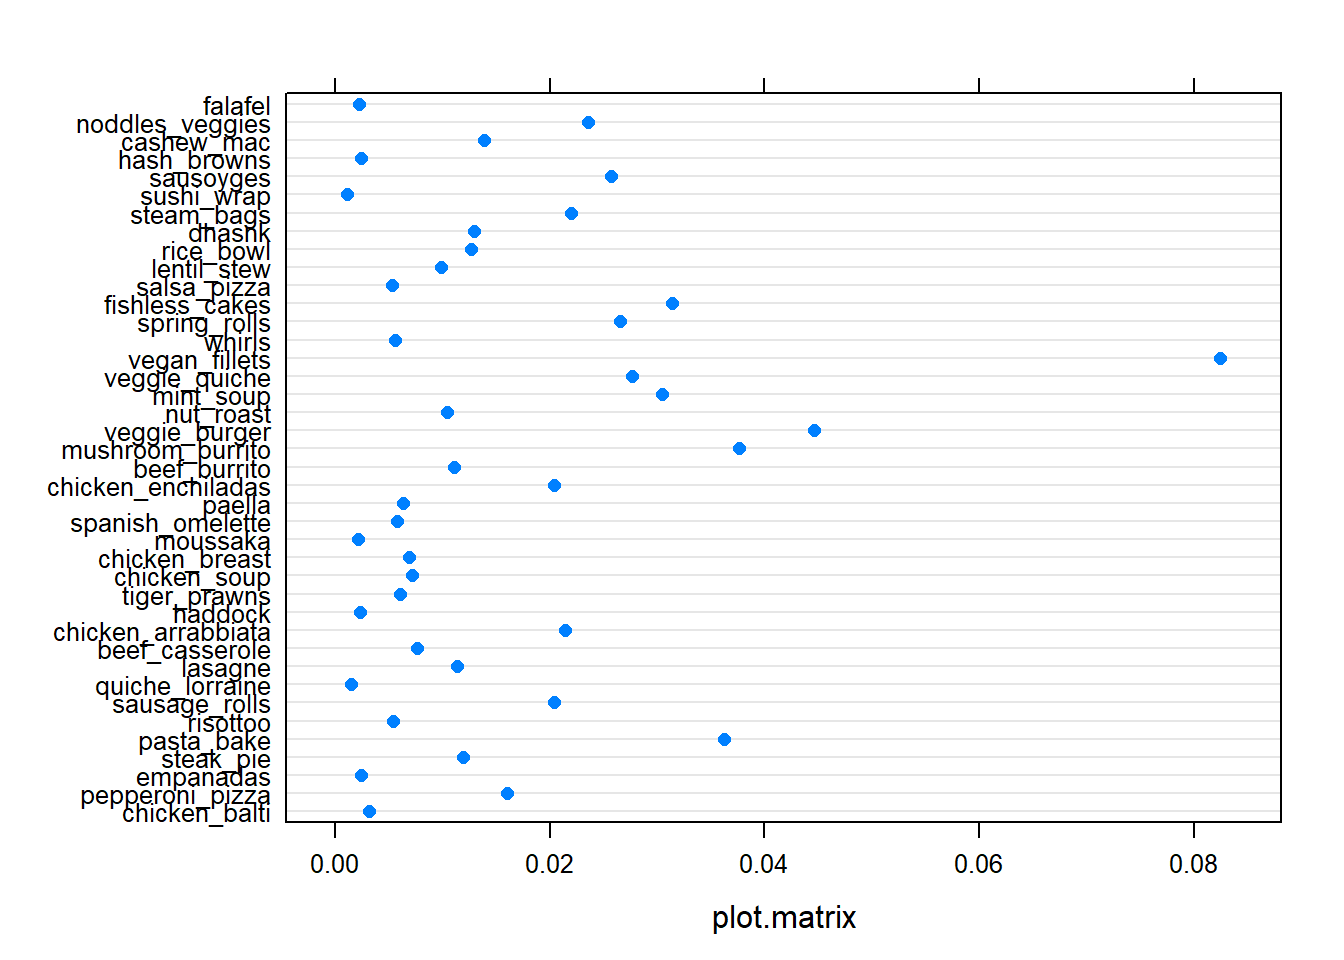 falafel
noddles_veggies
cashew_mac
hash_browns
sausoyges
sushi_wrap
steam_bags
dhashk
rice_bowl
lentil_stew
salsa_pizza
fishless_cakes
spring_rolls
whirls
vegan_fillets
veggie_quiche
mint_soup
nut_roast
veggie_burger
mushroom_burrito
beef_burrito
chicken_enchiladas
paella
spanish_omelette
moussaka
chicken_breast
chicken_soup
tiger_prawns
haddock
chicken_arrabbiata
beef_casserole
lasagne
quiche_lorraine
sausage_rolls
risottoo
pasta_bake
steak_pie
empanadas
pepperoni_pizza
chicken_balti
0.00 0.02 0.04 0.06 0.08
plot.matrix